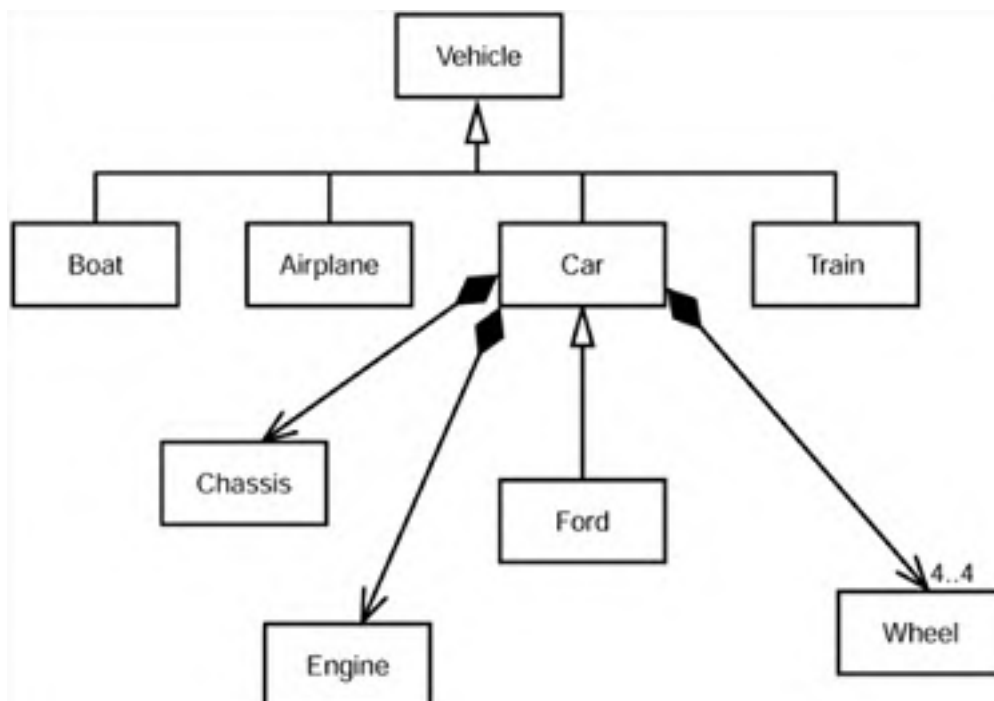 Vehicle
Boat
Airplane
Car
Train
Chassis
Ford
4..4
Wheel
Engine